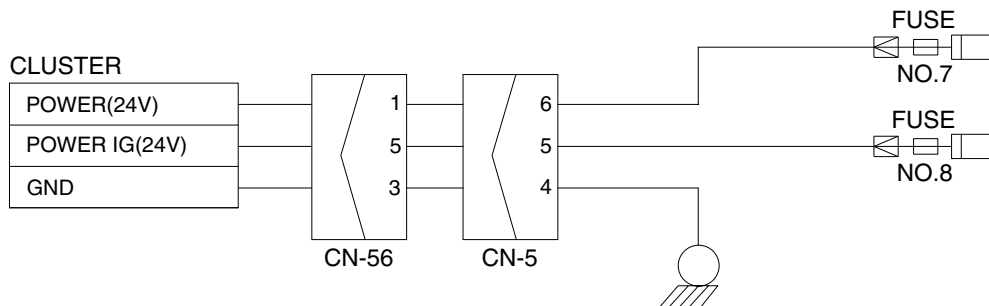 FUSE
NO.7
CLUSTER
POWER(24V) 1 6
FUSE
POWER IG(24V) 5 5
NO.8
GND 3 4
CN-56 CN-5